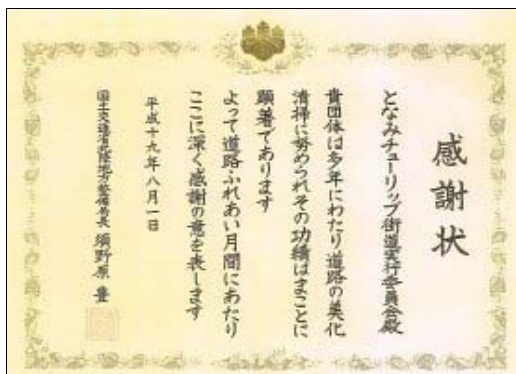 感謝状
となみチューリップ街道実行委員会殿
貴団体は多年にわたり道路の美化
清掃に努められその功績はまことに
顕著であります
よって道路ふれあい月間にあたり
ここに深く感謝の意を表します
平成十九年八月一日
国土交通省北陸地方整備局長 須野原 豊